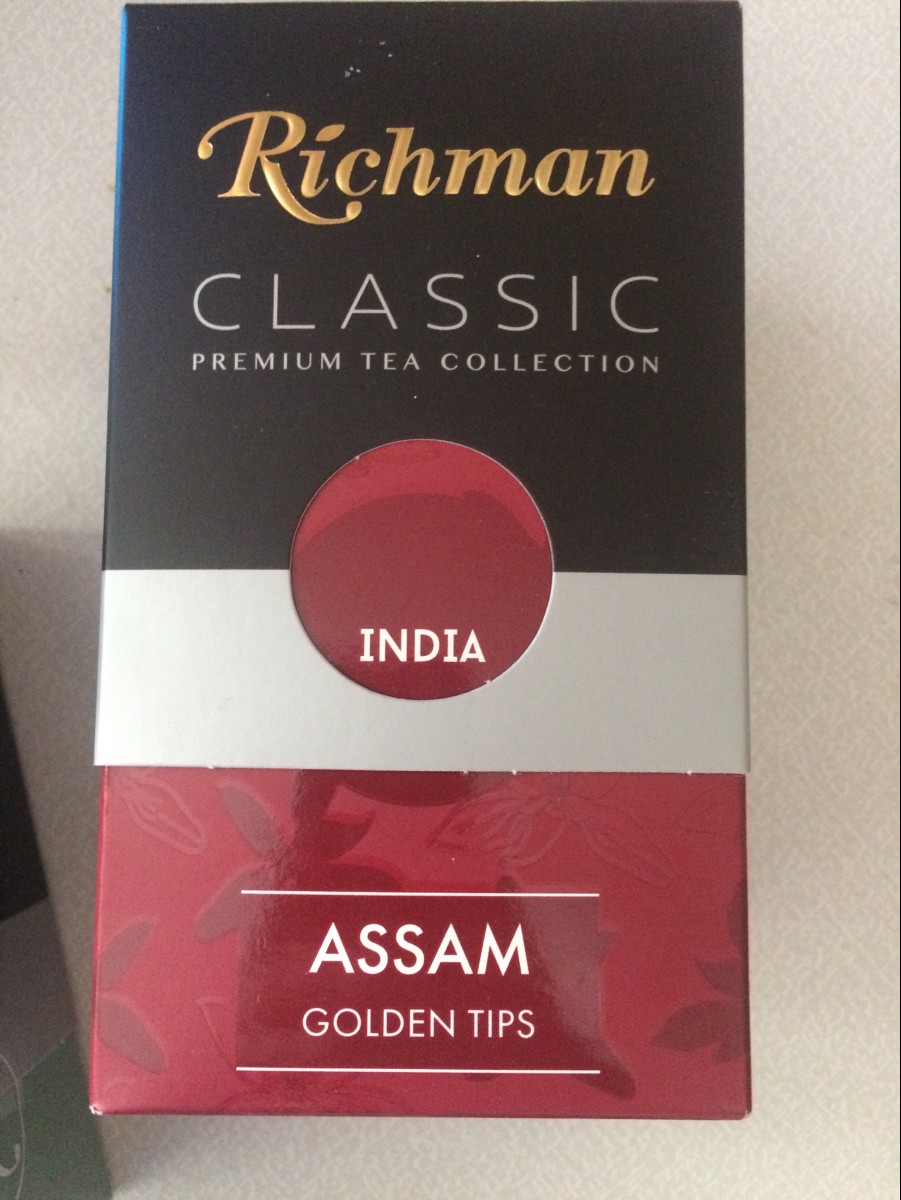 Richman
CLASSIC
PREMIUM TEA COLLECTION
INDIA
ASSAM
GOLDEN TIPS